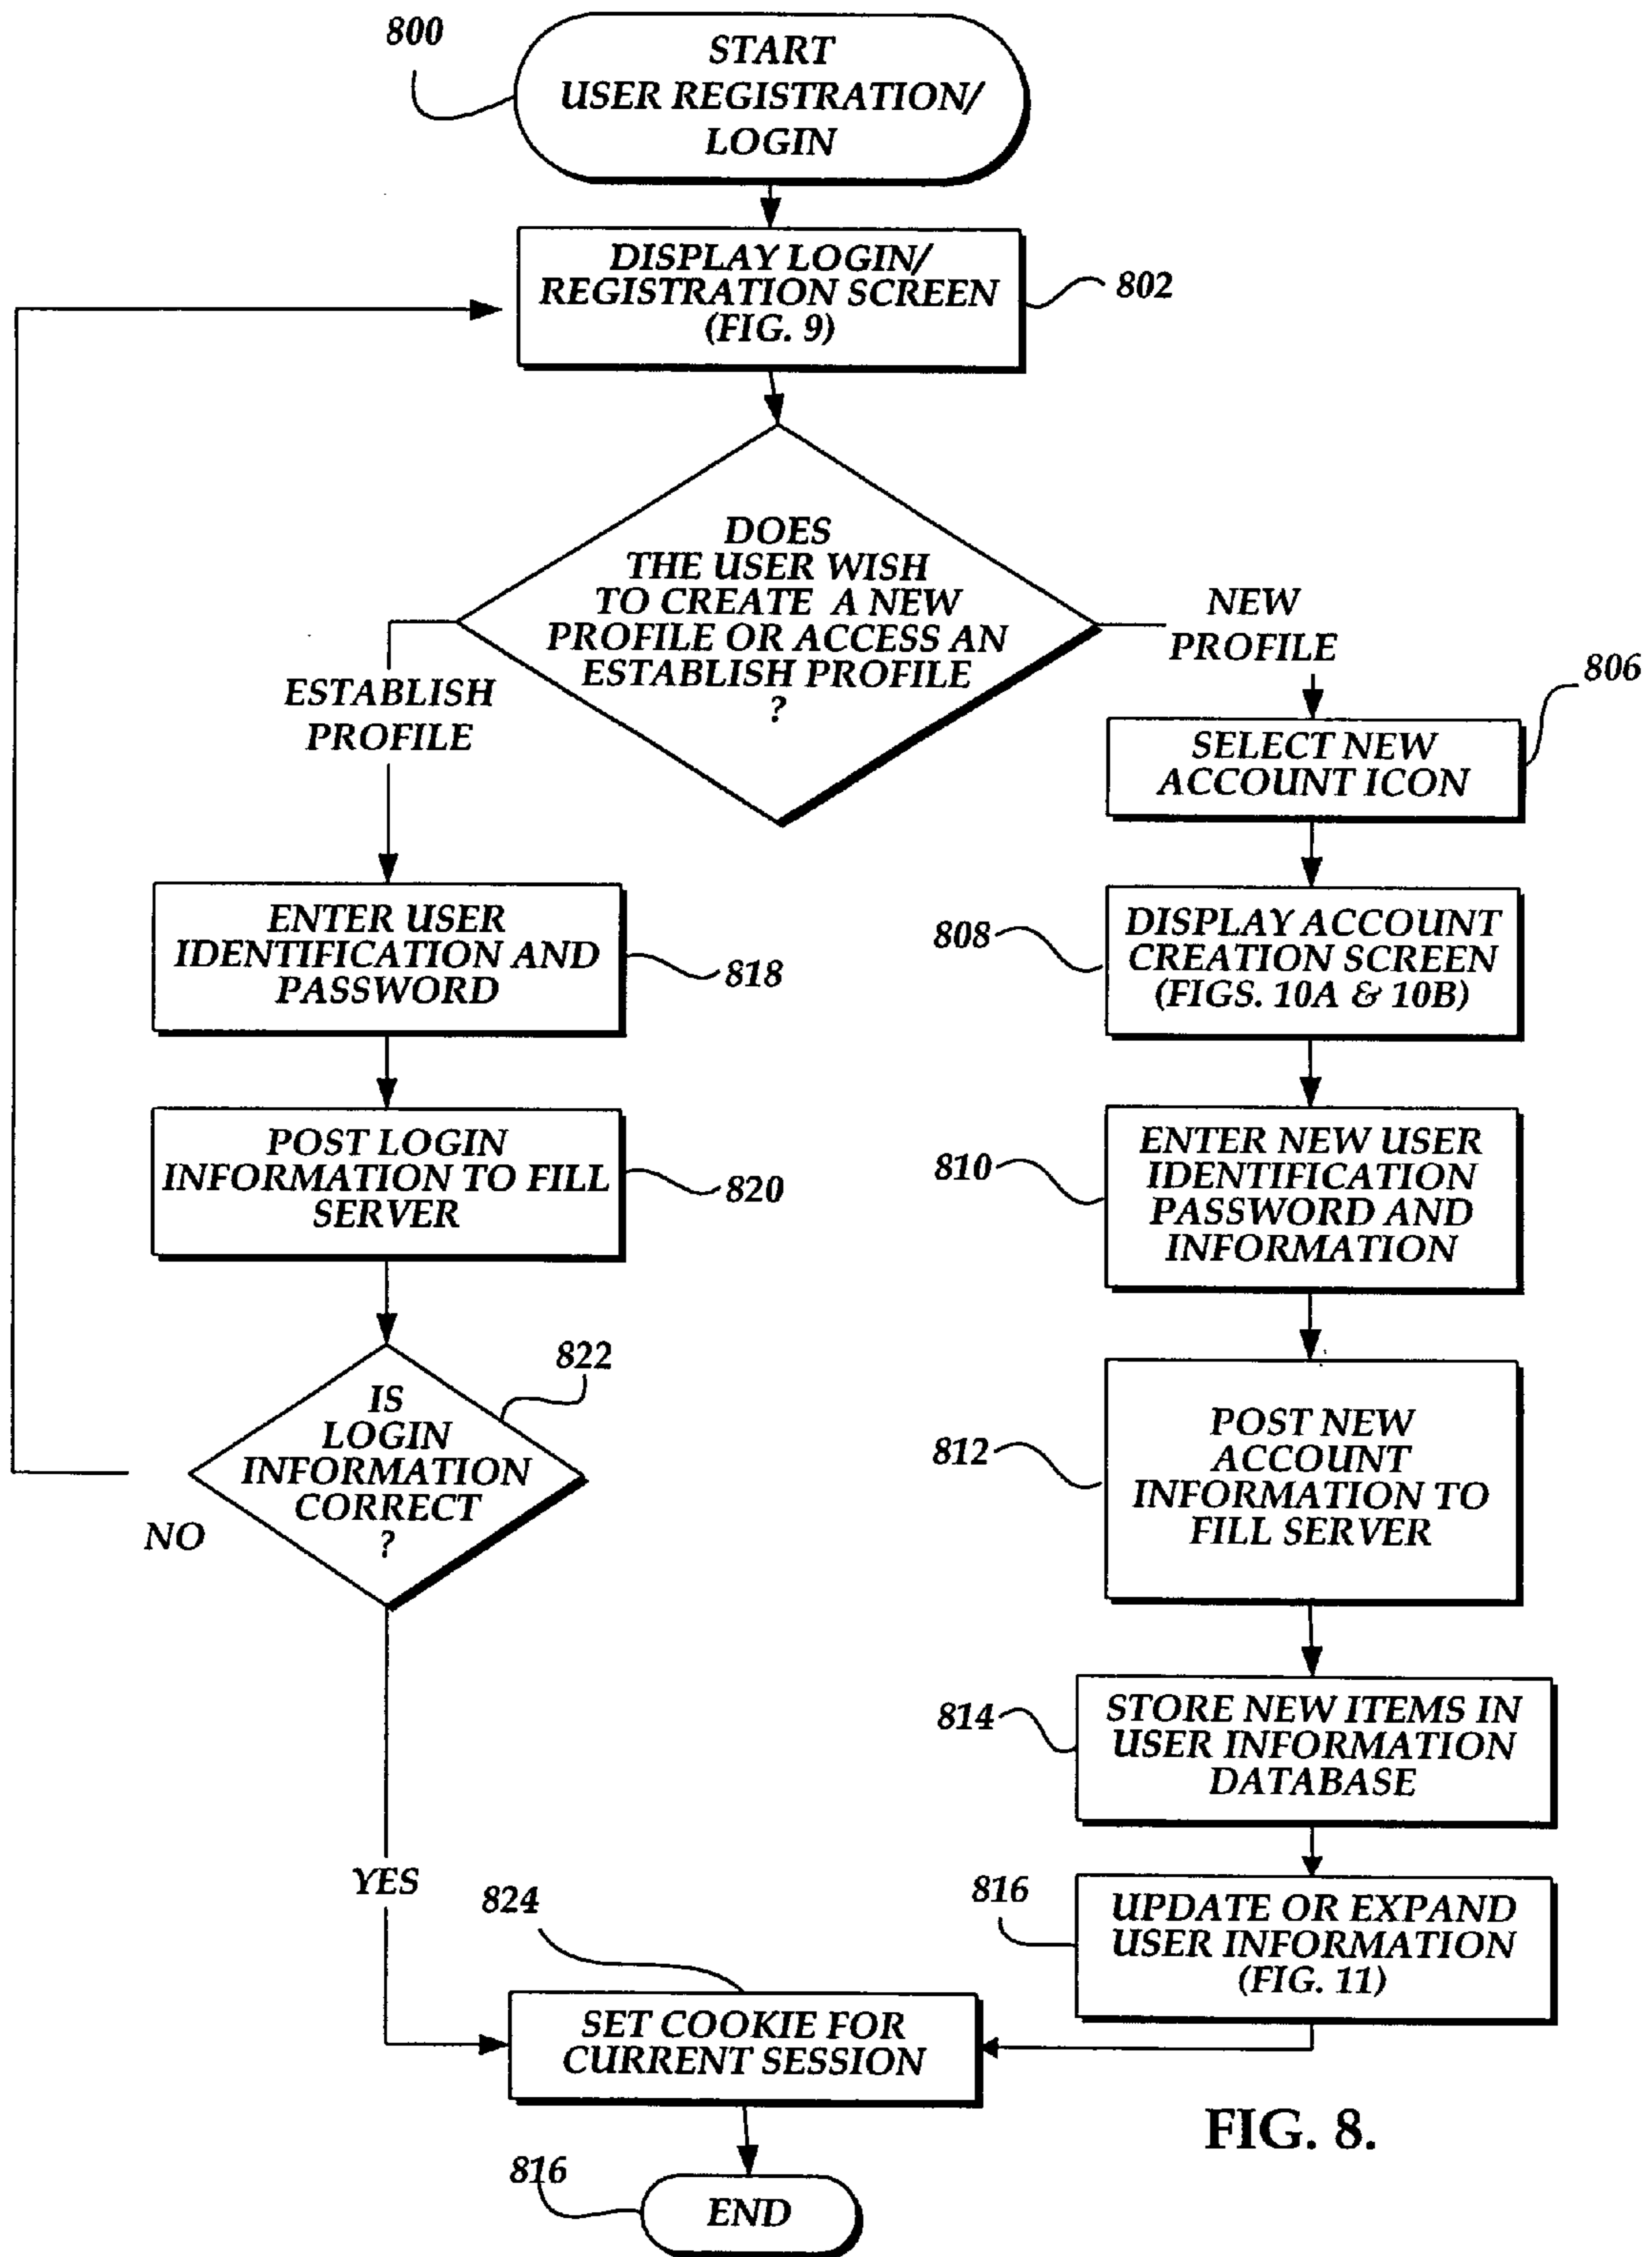 800
START
USER REGISTRATION/
LOGIN
DISPLAY LOGIN/
REGISTRATION SCREEN
(FIG. 9)
802
DOES
THE USER WISH
TO CREATE A NEW
PROFILE OR ACCESS AN
ESTABLISH PROFILE
?
ESTABLISH
PROFILE
NEW
PROFILE
806
SELECT NEW
ACCOUNT ICON
ENTER USER
IDENTIFICATION AND
PASSWORD
818
808
DISPLAY ACCOUNT
CREATION SCREEN
(FIGS. 10A & 10B)
POST LOGIN
INFORMATION TO FILL
SERVER
820
810
ENTER NEW USER
IDENTIFICATION
PASSWORD AND
INFORMATION
822
IS
LOGIN
INFORMATION
CORRECT
?
NO
812
POST NEW
ACCOUNT
INFORMATION TO
FILL SERVER
814
STORE NEW ITEMS IN
USER INFORMATION
DATABASE
YES
824
816
UPDATE OR EXPAND
USER INFORMATION
(FIG. 11)
SET COOKIE FOR
CURRENT SESSION
FIG. 8.
816
END